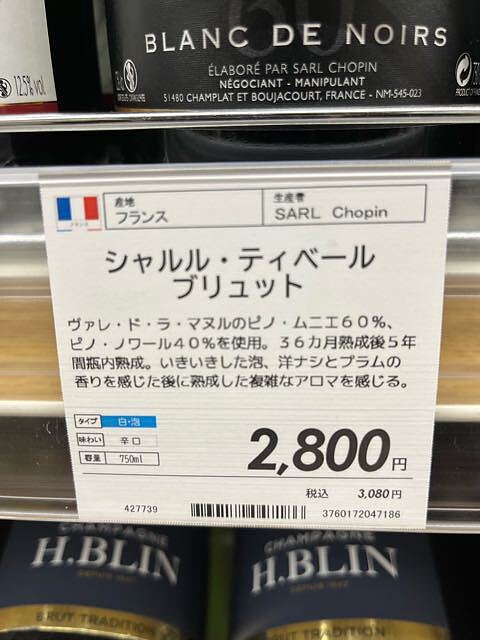 BLANC DE NOIRS
ÉLABORÉ PAR SARL CHOPIN
NÉGOCIANT - MANIPULANT
51480 CHAMPLAT ET BOUJACOURT, FRANCE - NM-545-023
12.5% vol.
産地
フランス
生産者
SARL Chopin
フランス
シャルル・ティベール
ブリュット
ヴァレ・ド・ラ・マヌルのピノ・ムニエ60%、
ピノ・ノワール40%を使用。36カ月熟成後5年
間瓶内熟成。いきいきした泡、洋ナシとプラムの
香りを感じた後に熟成した複雑なアロマを感じる。
タイプ 白・泡
味わい 辛口
容量 750ml
2,800円
税込 3,080円
427739
3760172047186
CHAMPAGNE
H.BLIN
BRUT TRADITION
CHAMPAGNE
H.BLIN
BRUT TRADITION